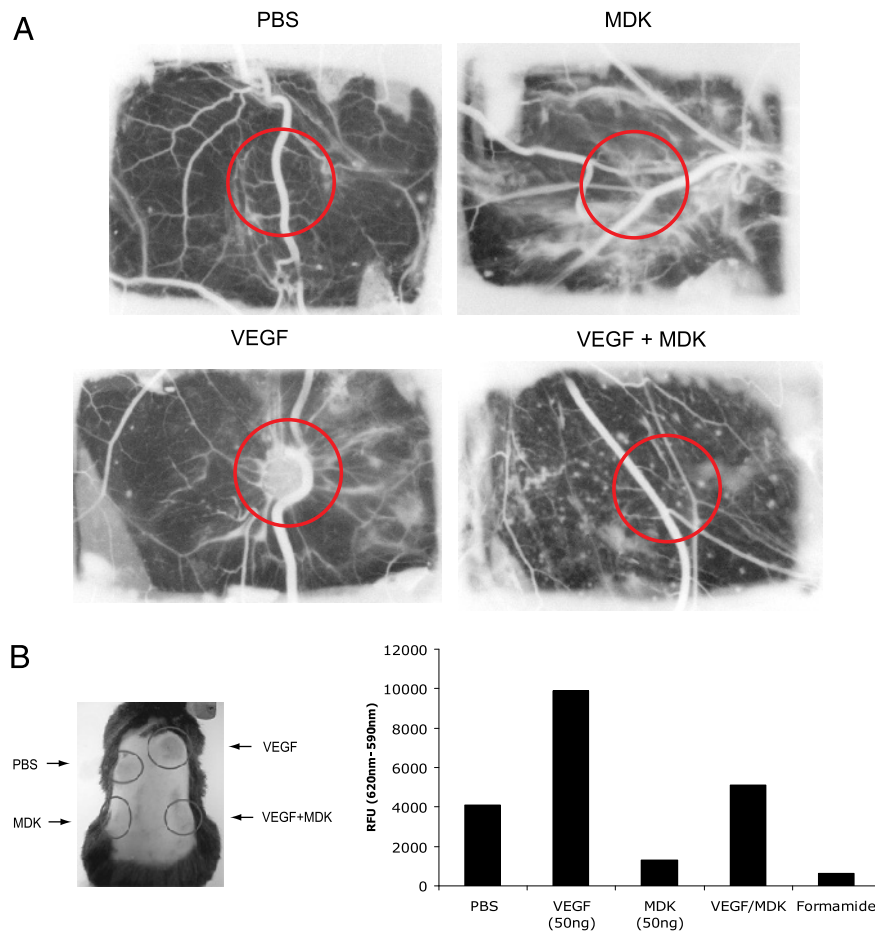 A
PBS
MDK
VEGF
VEGF + MDK
B
PBS
MDK
VEGF
VEGF+MDK
RFU (620nm-590nm)
12000
10000
8000
6000
4000
2000
0
PBS
VEGF
(50ng)
MDK
(50ng)
VEGF/MDK
Formamide